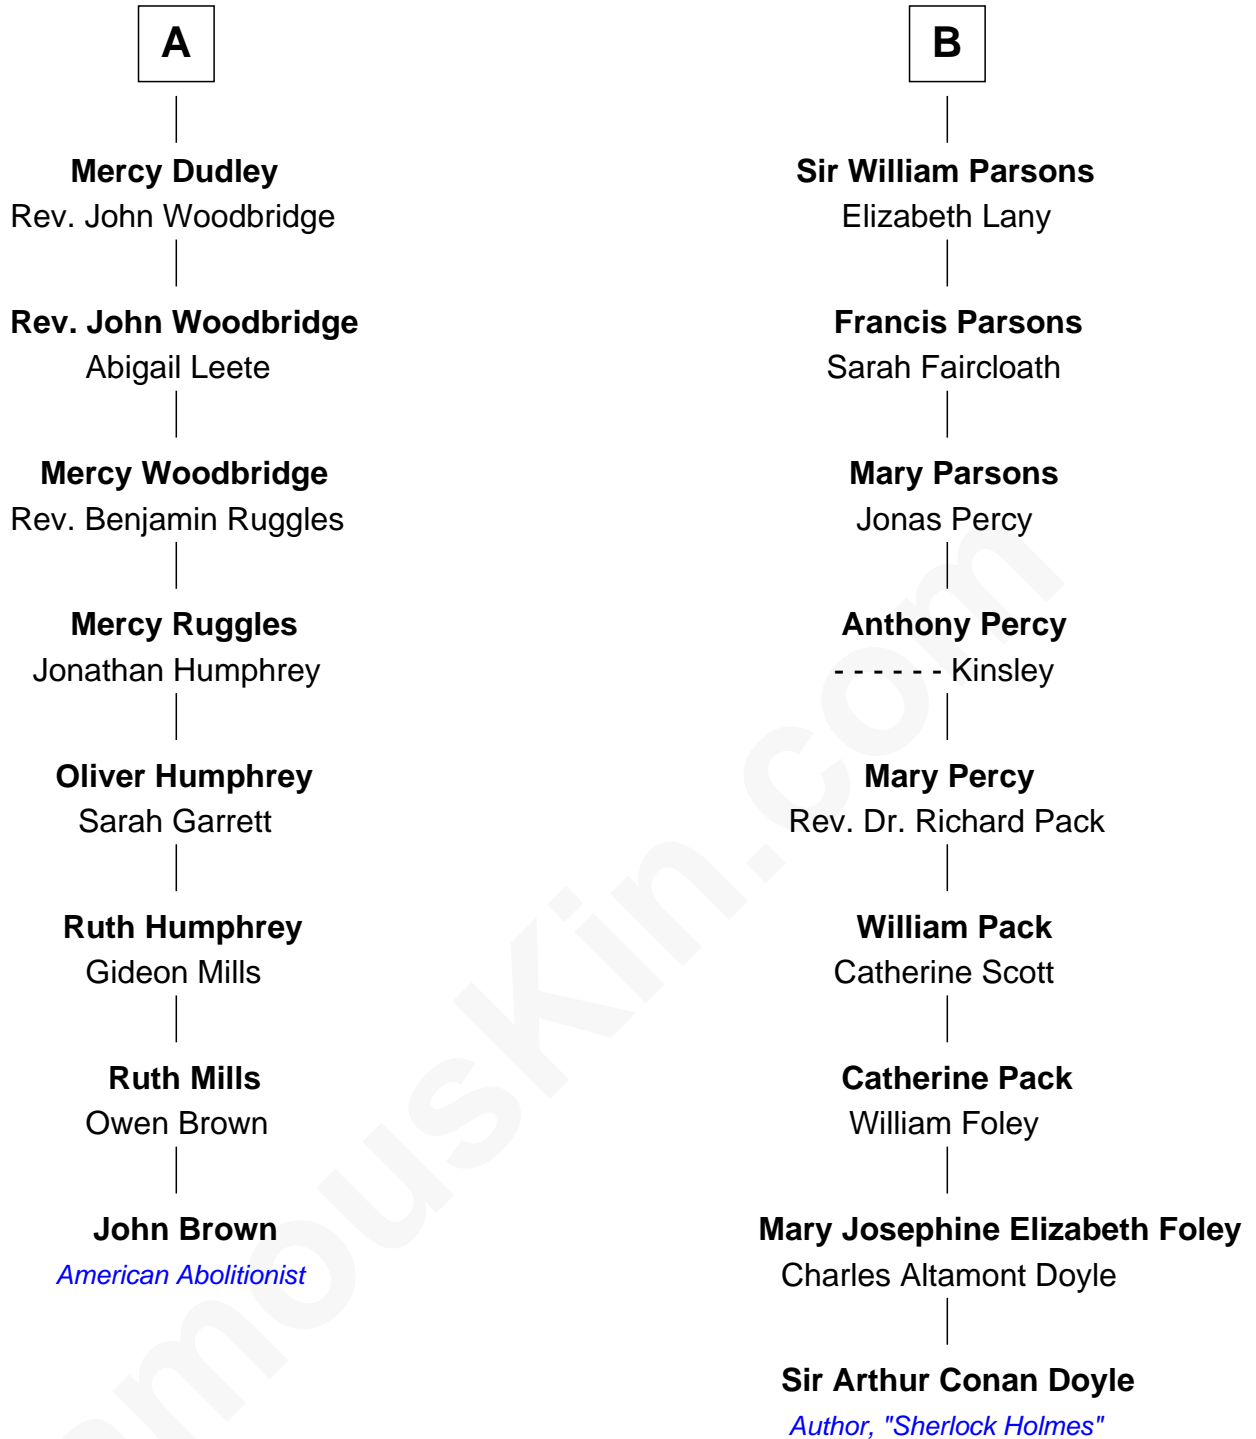 A
Mercy Dudley
Rev. John Woodbridge
Rev. John Woodbridge
Abigail Leete
Mercy Woodbridge
Rev. Benjamin Ruggles
Mercy Ruggles
Jonathan Humphrey
Oliver Humphrey
Sarah Garrett
Ruth Humphrey
Gideon Mills
Ruth Mills
Owen Brown
John Brown
American Abolitionist
B
Sir William Parsons
Elizabeth Lany
Francis Parsons
Sarah Faircloath
Mary Parsons
Jonas Percy
Anthony Percy
- - - - - - Kinsley
Mary Percy
Rev. Dr. Richard Pack
William Pack
Catherine Scott
Catherine Pack
William Foley
Mary Josephine Elizabeth Foley
Charles Altamont Doyle
Sir Arthur Conan Doyle
Author, "Sherlock Holmes"
amouskin.com